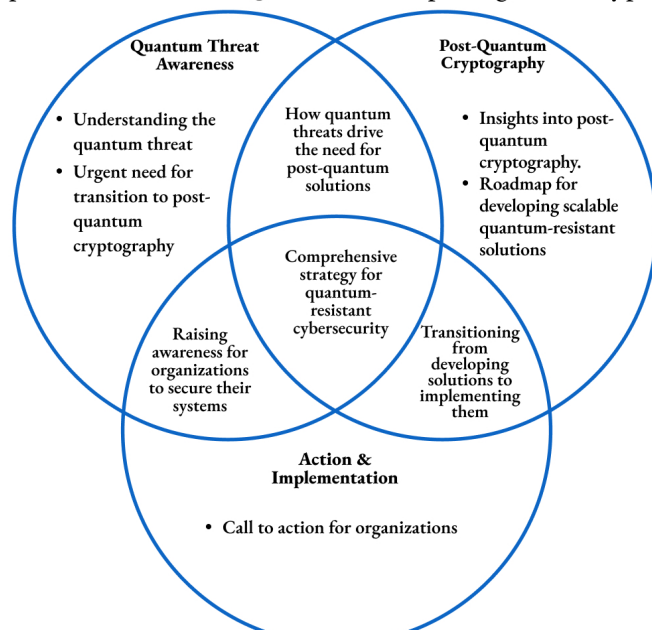 Quantum Threat
Awareness
• Understanding the
quantum threat
• Urgent need for
transition to post-
quantum
cryptography
How quantum
threats drive
the need for
post-quantum
solutions
Post-Quantum
Cryptography
• Insights into post-
quantum
cryptography.
• Roadmap for
developing scalable
quantum-resistant
solutions
Comprehensive
strategy for
quantum-
resistant
cybersecurity
Raising
awareness for
organizations
to secure their
systems
Transitioning
from
developing
solutions to
implementing
them
Action &
Implementation
• Call to action for organizations